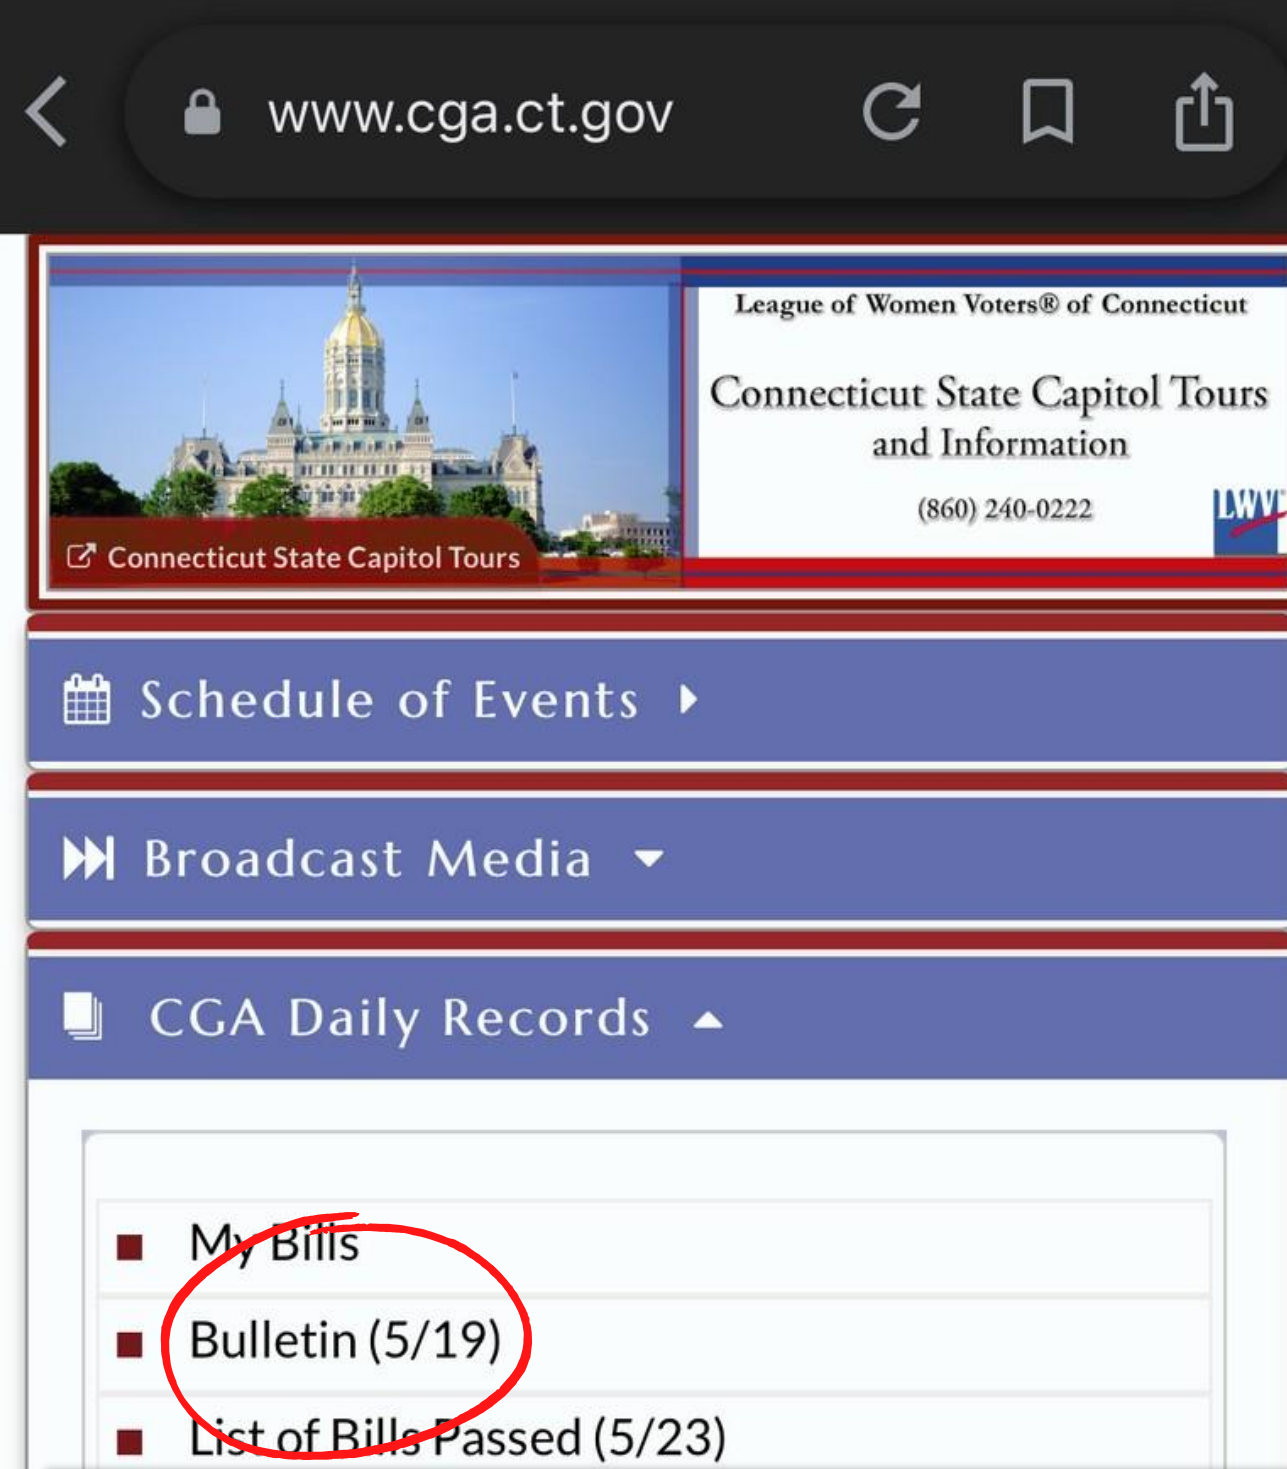 www.cga.ct.gov
League of Women Voters® of Connecticut
Connecticut State Capitol Tours
and Information
(860) 240-0222
LWV
Connecticut State Capitol Tours
Schedule of Events
Broadcast Media
CGA Daily Records
My Bills
Bulletin (5/19)
List of Bills Passed (5/23)